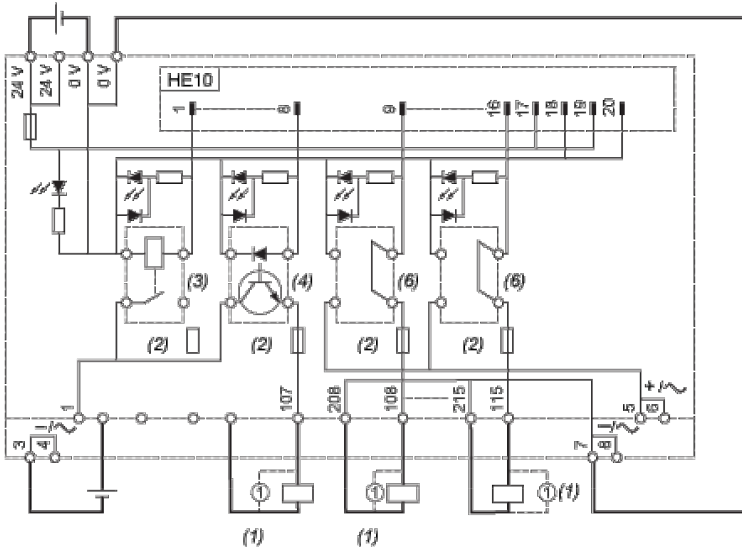 24 V 24 V 0 V 0 V
HE10
1 8 9 16 17 18 19 20
(3) (4) (6) (6)
(2) (2) (2) (2)
1 107 208 108 215 115 5 6
+
3 4 7 8
1 1 1 (1)
(1) (1)